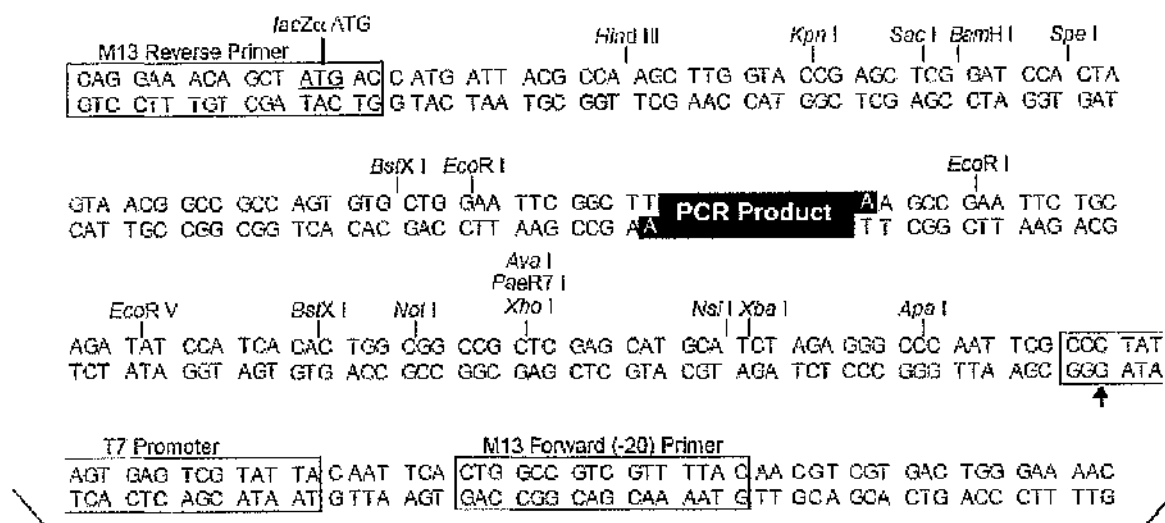 lacZα ATG
M13 Reverse Primer Hind III Kpn I Sac I BamH I Spe I
CAG GAA ACA GCT ATG AC C ATG ATT ACG CCA AGC TTG GTA CCG AGC TCG GAT CCA CTA
GTC CTT TGT CGA TAC TG G TAC TAA TGC GGT TCG AAC CAT GGC TCG AGC CTA GGT GAT
BstX I EcoR I EcoR I
GTA ACG GCC GCC AGT GTG CTG GAA TTC GGC TT PCR Product A A GCC GAA TTC TGC
CAT TGC CGG CGG TCA CAC GAC CTT AAG CCG A A T T CGG CTT AAG ACG
Ava I
PaeR7 I
EcoR V BstX I Not I Xho I Nsi I Xba I Apa I
AGA TAT CCA TCA CAC TGG CGG CCG CTC GAG CAT GCA TCT AGA GGG CCC AAT TCG CCC TAT
TCT ATA GGT AGT GTG ACC GCC GGC GAG CTC GTA CGT AGA TCT CCC GGG TTA AGC GGG ATA
T7 Promoter M13 Forward (-20) Primer
AGT GAG TCG TAT TA C AAT TCA CTG GCC GTC GTT TTA C AA CGT CGT GAC TGG GAA AAC
TCA CTC AGC ATA AT G TTA AGT GAC CGG CAG CAA AAT G TT GCA GCA CTG ACC CTT TTG